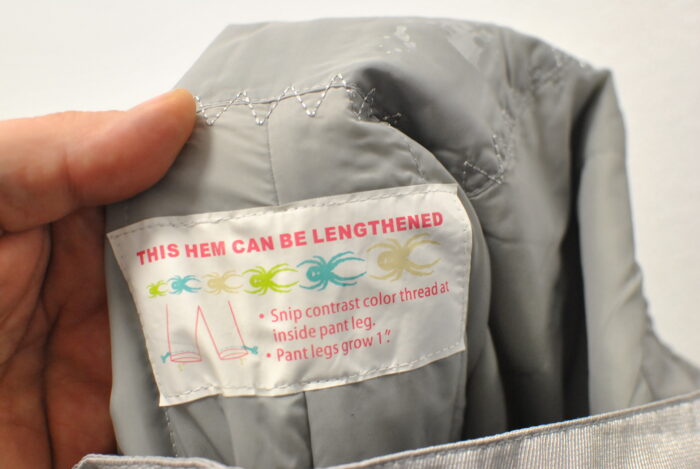 THIS HEM CAN BE LENGTHENED
• Snip contrast color thread at
inside pant leg.
• Pant legs grow 1".